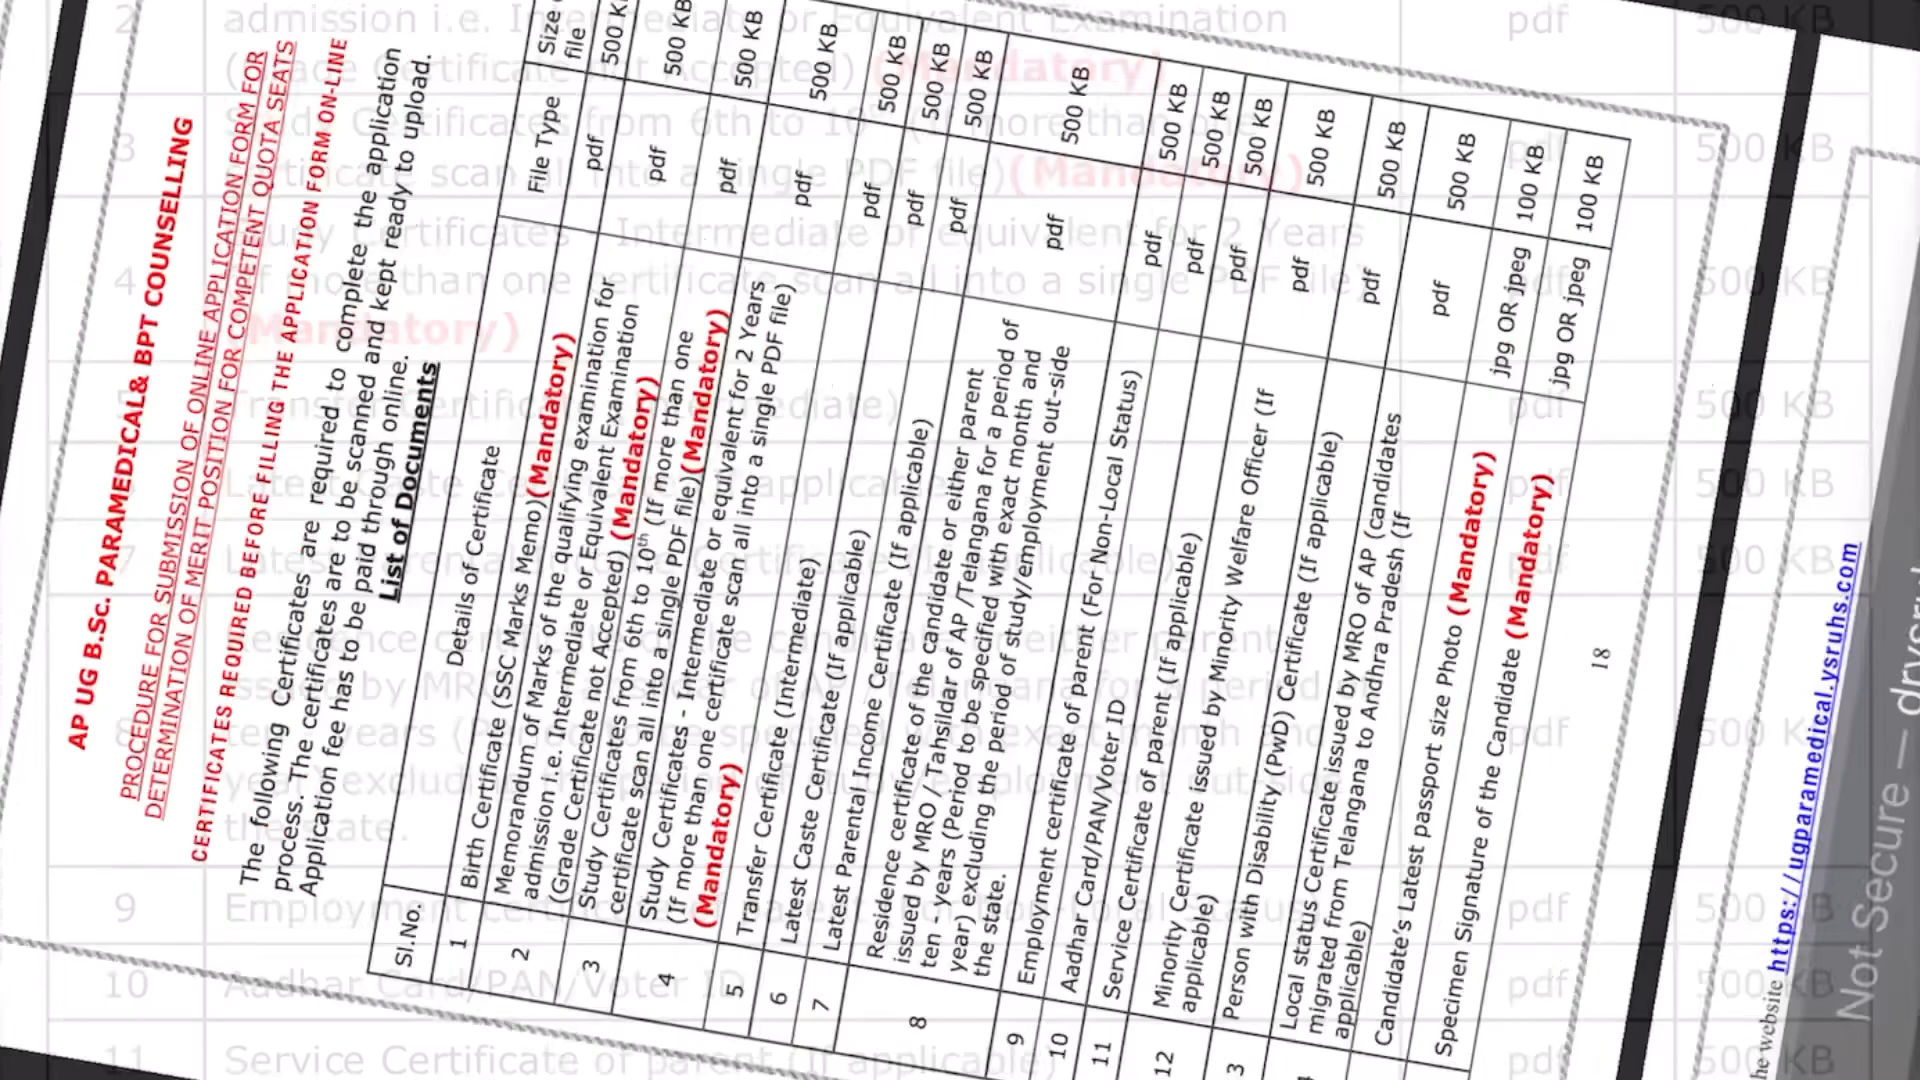 AP UG B.Sc. PARAMEDICAL& BPT COUNSELLING
PROCEDURE FOR SUBMISSION OF ONLINE APPLICATION FORM FOR
DETERMINATION OF MERIT POSITION FOR COMPETENT QUOTA SEATS
CERTIFICATES REQUIRED BEFORE FILLING THE APPLICATION FORM ON-LINE
The following Certificates are required to complete the application
process. The certificates are to be scanned and kept ready to upload.
Application fee has to be paid through online.
List of Documents
Sl.No. Details of Certificate File Type Size
file
1 Birth Certificate (SSC Marks Memo)(Mandatory) pdf 500 KB
2 Memorandum of Marks of the qualifying examination for
admission i.e. Intermediate or Equivalent Examination
(Grade Certificate not Accepted) (Mandatory) pdf 500 KB
3 Study Certificates from 6th to 10th (If more than one
certificate scan all into a single PDF file)(Mandatory) pdf 500 KB
4 Study Certificates - Intermediate or equivalent for 2 Years
(If more than one certificate scan all into a single PDF file)
(Mandatory) pdf 500 KB
5 Transfer Certificate (Intermediate) pdf 500 KB
6 Latest Caste Certificate (If applicable) pdf 500 KB
7 Latest Parental Income Certificate (If applicable) pdf 500 KB
8 Residence certificate of the candidate or either parent
issued by MRO / Tahsildar of AP /Telangana for a period of
ten - years (Period to be specified with exact month and
year) excluding the period of study/employment out-side
the state. pdf 500 KB
9 Employment certificate of parent (For Non-Local Status) pdf 500 KB
10 Aadhar Card/PAN/Voter ID pdf 500 KB
11 Service Certificate of parent (If applicable) pdf 500 KB
12 Minority Certificate issued by Minority Welfare Officer (If
applicable) pdf 500 KB
3 Person with Disability (PwD) Certificate (If applicable) pdf 500 KB
Local status Certificate issued by MRO of AP (candidates
migrated from Telangana to Andhra Pradesh (If
applicable) pdf 500 KB
Candidate's Latest passport size Photo (Mandatory) jpg OR jpeg 100 KB
Specimen Signature of the Candidate (Mandatory) jpg OR jpeg 100 KB
18
the website https://ugparamedical.ysruhs.com
Not Secure — drysruh